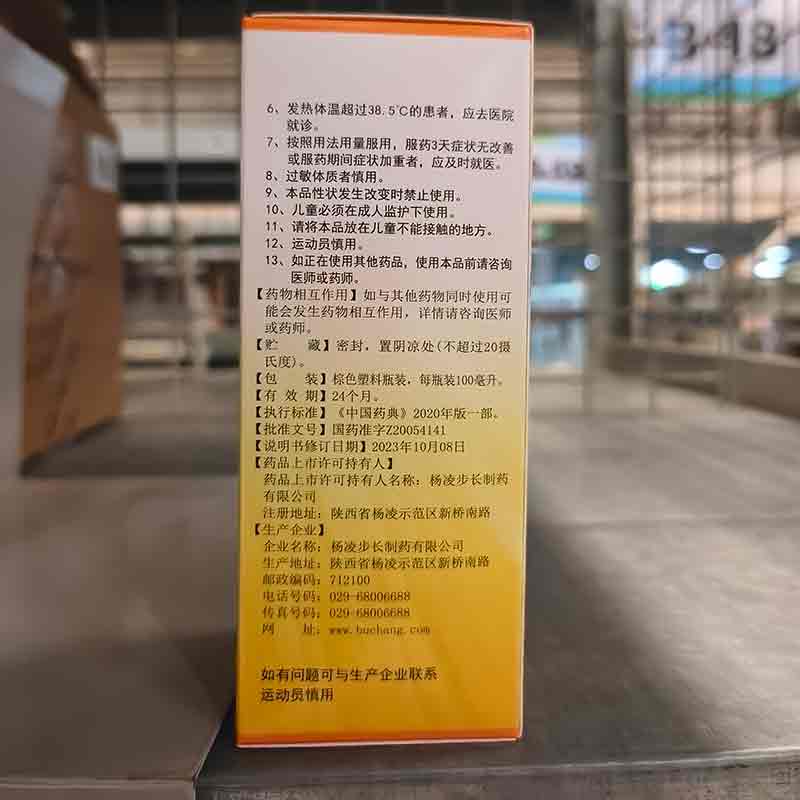 6、发热体温超过38.5℃的患者，应去医院
就诊。
7、按照用法用量服用，服药3天症状无改善
或服药期间症状加重者，应及时就医。
8、过敏体质者慎用。
9、本品性状发生改变时禁止使用。
10、儿童必须在成人监护下使用。
11、请将本品放在儿童不能接触的地方。
12、运动员慎用。
13、如正在使用其他药品，使用本品前请咨询
医师或药师。
【药物相互作用】如与其他药物同时使用可
能会发生药物相互作用，详情请咨询医师
或药师。
【贮　　藏】密封，置阴凉处(不超过20摄
氏度)。
【包　　装】棕色塑料瓶装，每瓶装100毫升。
【有 效 期】24个月。
【执行标准】《中国药典》2020年版一部。
【批准文号】国药准字Z20054141
【说明书修订日期】2023年10月08日
【药品上市许可持有人】
药品上市许可持有人名称：杨凌步长制药
有限公司
注册地址：陕西省杨凌示范区新桥南路
【生产企业】
企业名称：杨凌步长制药有限公司
生产地址：陕西省杨凌示范区新桥南路
邮政编码：712100
电话号码：029-68006688
传真号码：029-68006688
网　　址：www.buchang.com
如有问题可与生产企业联系
运动员慎用